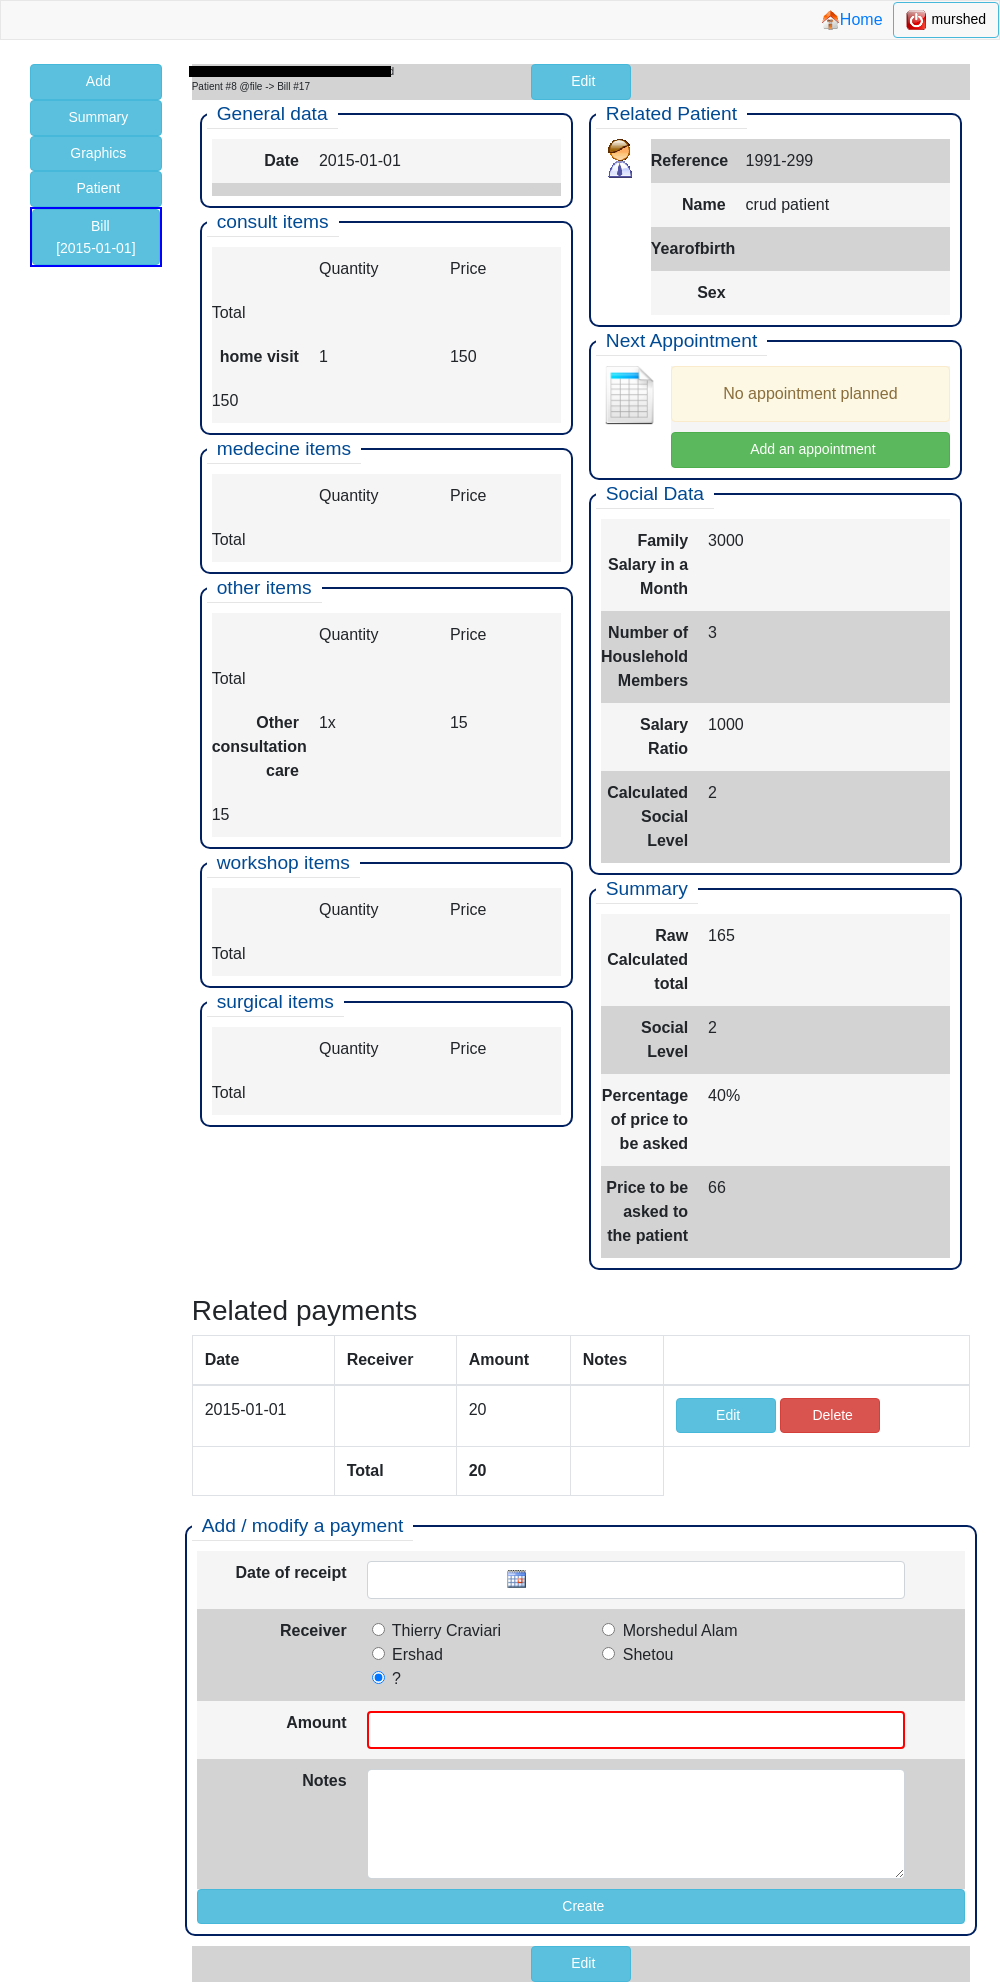 Home murshed
Add
Summary
Graphics
Patient
Bill
[2015-01-01]
Patient #8 @file -> Bill #17
Edit
General data
Date 2015-01-01
consult items
Quantity Price
Total
home visit 1 150
150
medecine items
Quantity Price
Total
other items
Quantity Price
Total
Other consultation care 1x 15
15
workshop items
Quantity Price
Total
surgical items
Quantity Price
Total
Related Patient
Reference 1991-299
Name crud patient
Yearofbirth
Sex
Next Appointment
No appointment planned
Add an appointment
Social Data
Family 3000
Salary in a
Month
Number of 3
Houslehold
Members
Salary 1000
Ratio
Calculated 2
Social
Level
Summary
Raw 165
Calculated
total
Social 2
Level
Percentage 40%
of price to
be asked
Price to be 66
asked to
the patient
Related payments
Date Receiver Amount Notes
2015-01-01 20 Edit Delete
Total 20
Add / modify a payment
Date of receipt
Receiver Thierry Craviari Morshedul Alam
Ershad Shetou
?
Amount
Notes
Create
Edit